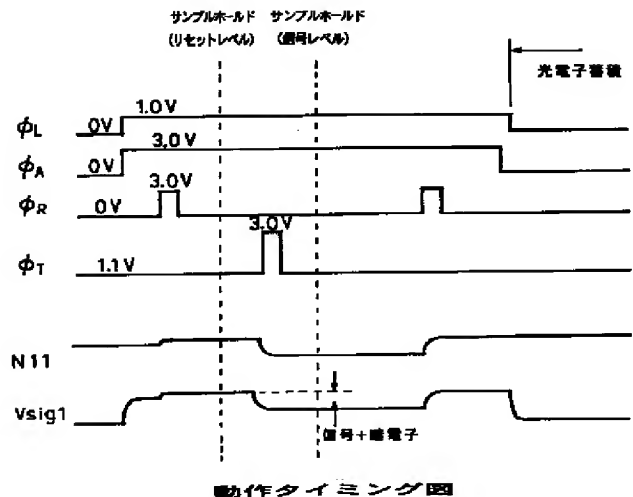 サンプルホールド サンプルホールド
(リセットレベル) (信号レベル)
光電子蓄積
1.0V
ΦL 0V
3.0V
ΦA 0V
3.0V
ΦR 0V
3.0V
ΦT 1.1V
N11
Vsig1
信号+暗電子
動作タイミング図